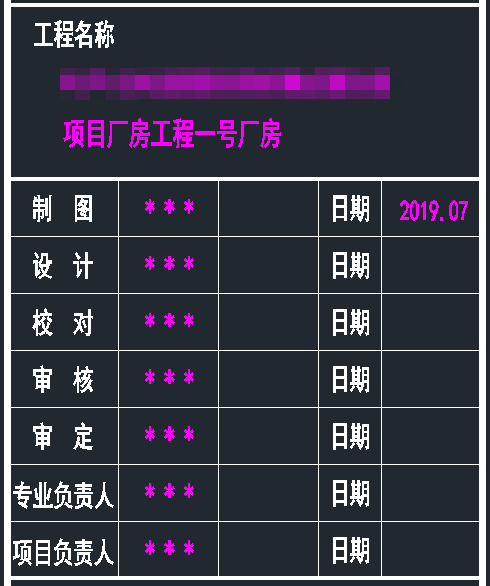 工程名称
项目厂房工程一号厂房
制 图 *** 日期 2019.07
设 计 *** 日期
校 对 *** 日期
审 核 *** 日期
审 定 *** 日期
专业负责人 *** 日期
项目负责人 *** 日期